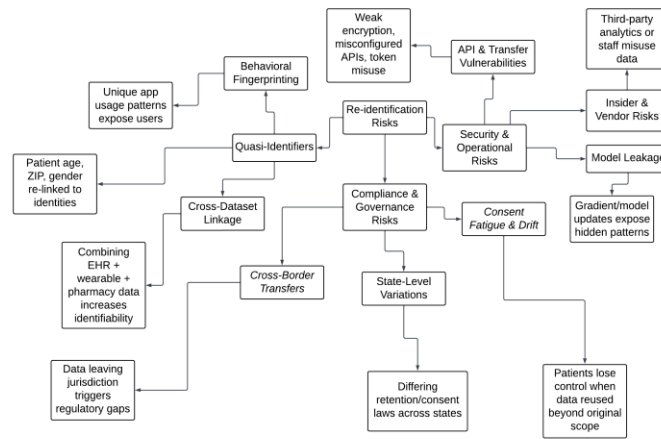 Weak
encryption,
misconfigured
APIs, token
misuse
API & Transfer
Vulnerabilities
Third-party
analytics or
staff misuse
data
Behavioral
Fingerprinting
Unique app
usage patterns
expose users
Re-identification
Risks
Insider &
Vendor Risks
Quasi-Identifiers
Security &
Operational
Risks
Model Leakage
Patient age,
ZIP, gender
re-linked to
identities
Cross-Dataset
Linkage
Compliance &
Governance
Risks
Consent
Fatigue & Drift
Gradient/model
updates expose
hidden patterns
Combining
EHR +
wearable +
pharmacy data
increases
identifiability
Cross-Border
Transfers
State-Level
Variations
Data leaving
jurisdiction
triggers
regulatory gaps
Differing
retention/consent
laws across states
Patients lose
control when
data reused
beyond original
scope